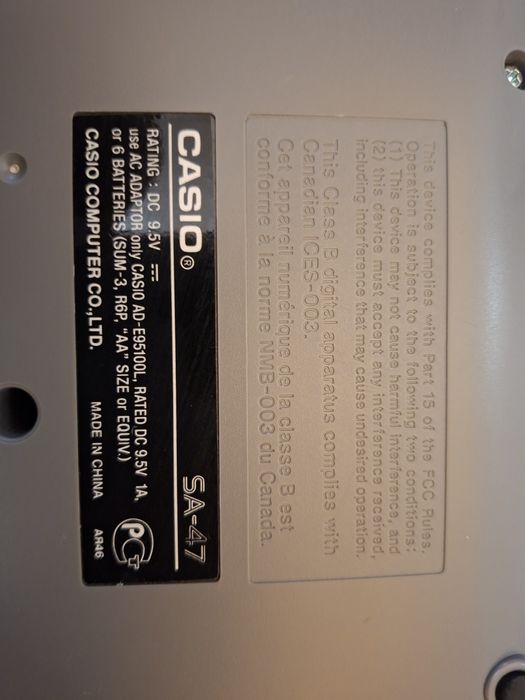 This device complies with Part 15 of the FCC Rules.
Operation is subject to the following two conditions:
(1) This device may not cause harmful interference, and
(2) this device must accept any interference received,
including interference that may cause undesired operation.
This Class B digital apparatus complies with
Canadian ICES-003.
Cet appareil numérique de la classe B est
conforme à la norme NMB-003 du Canada.
CASIO® SA-47
RATING : DC 9.5V ⎓
use AC ADAPTOR only CASIO AD-E95100L, RATED DC 9.5V 1A,
or 6 BATTERIES (SUM-3, R6P, "AA" SIZE or EQUIV.)
CASIO COMPUTER CO.,LTD. MADE IN CHINA AR46